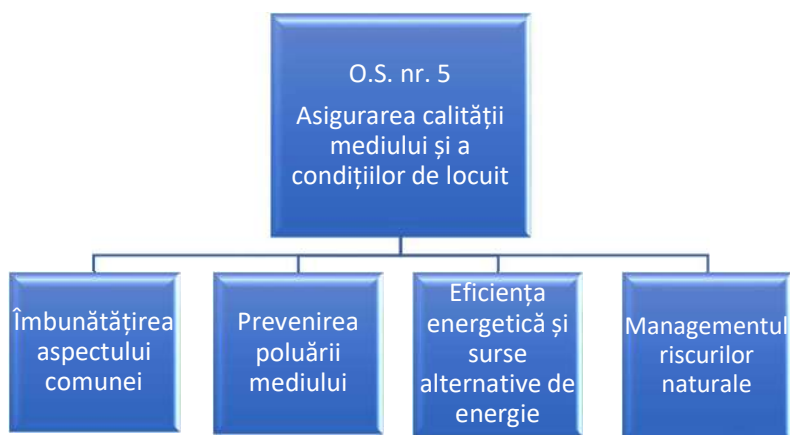 O.S. nr. 5
Asigurarea calității
mediului și a
condițiilor de locuit
Îmbunătățirea
aspectului
comunei
Prevenirea
poluării
mediului
Eficiența
energetică și
surse
alternative de
energie
Managementul
riscurilor
naturale